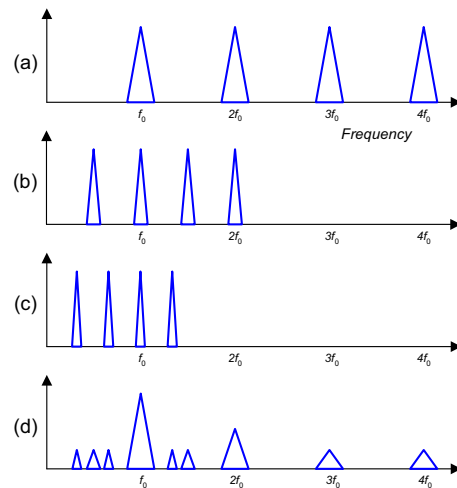 (a)
f₀ 2f₀ 3f₀ 4f₀
Frequency
(b)
f₀ 2f₀ 3f₀ 4f₀
(c)
f₀ 2f₀ 3f₀ 4f₀
(d)
f₀ 2f₀ 3f₀ 4f₀